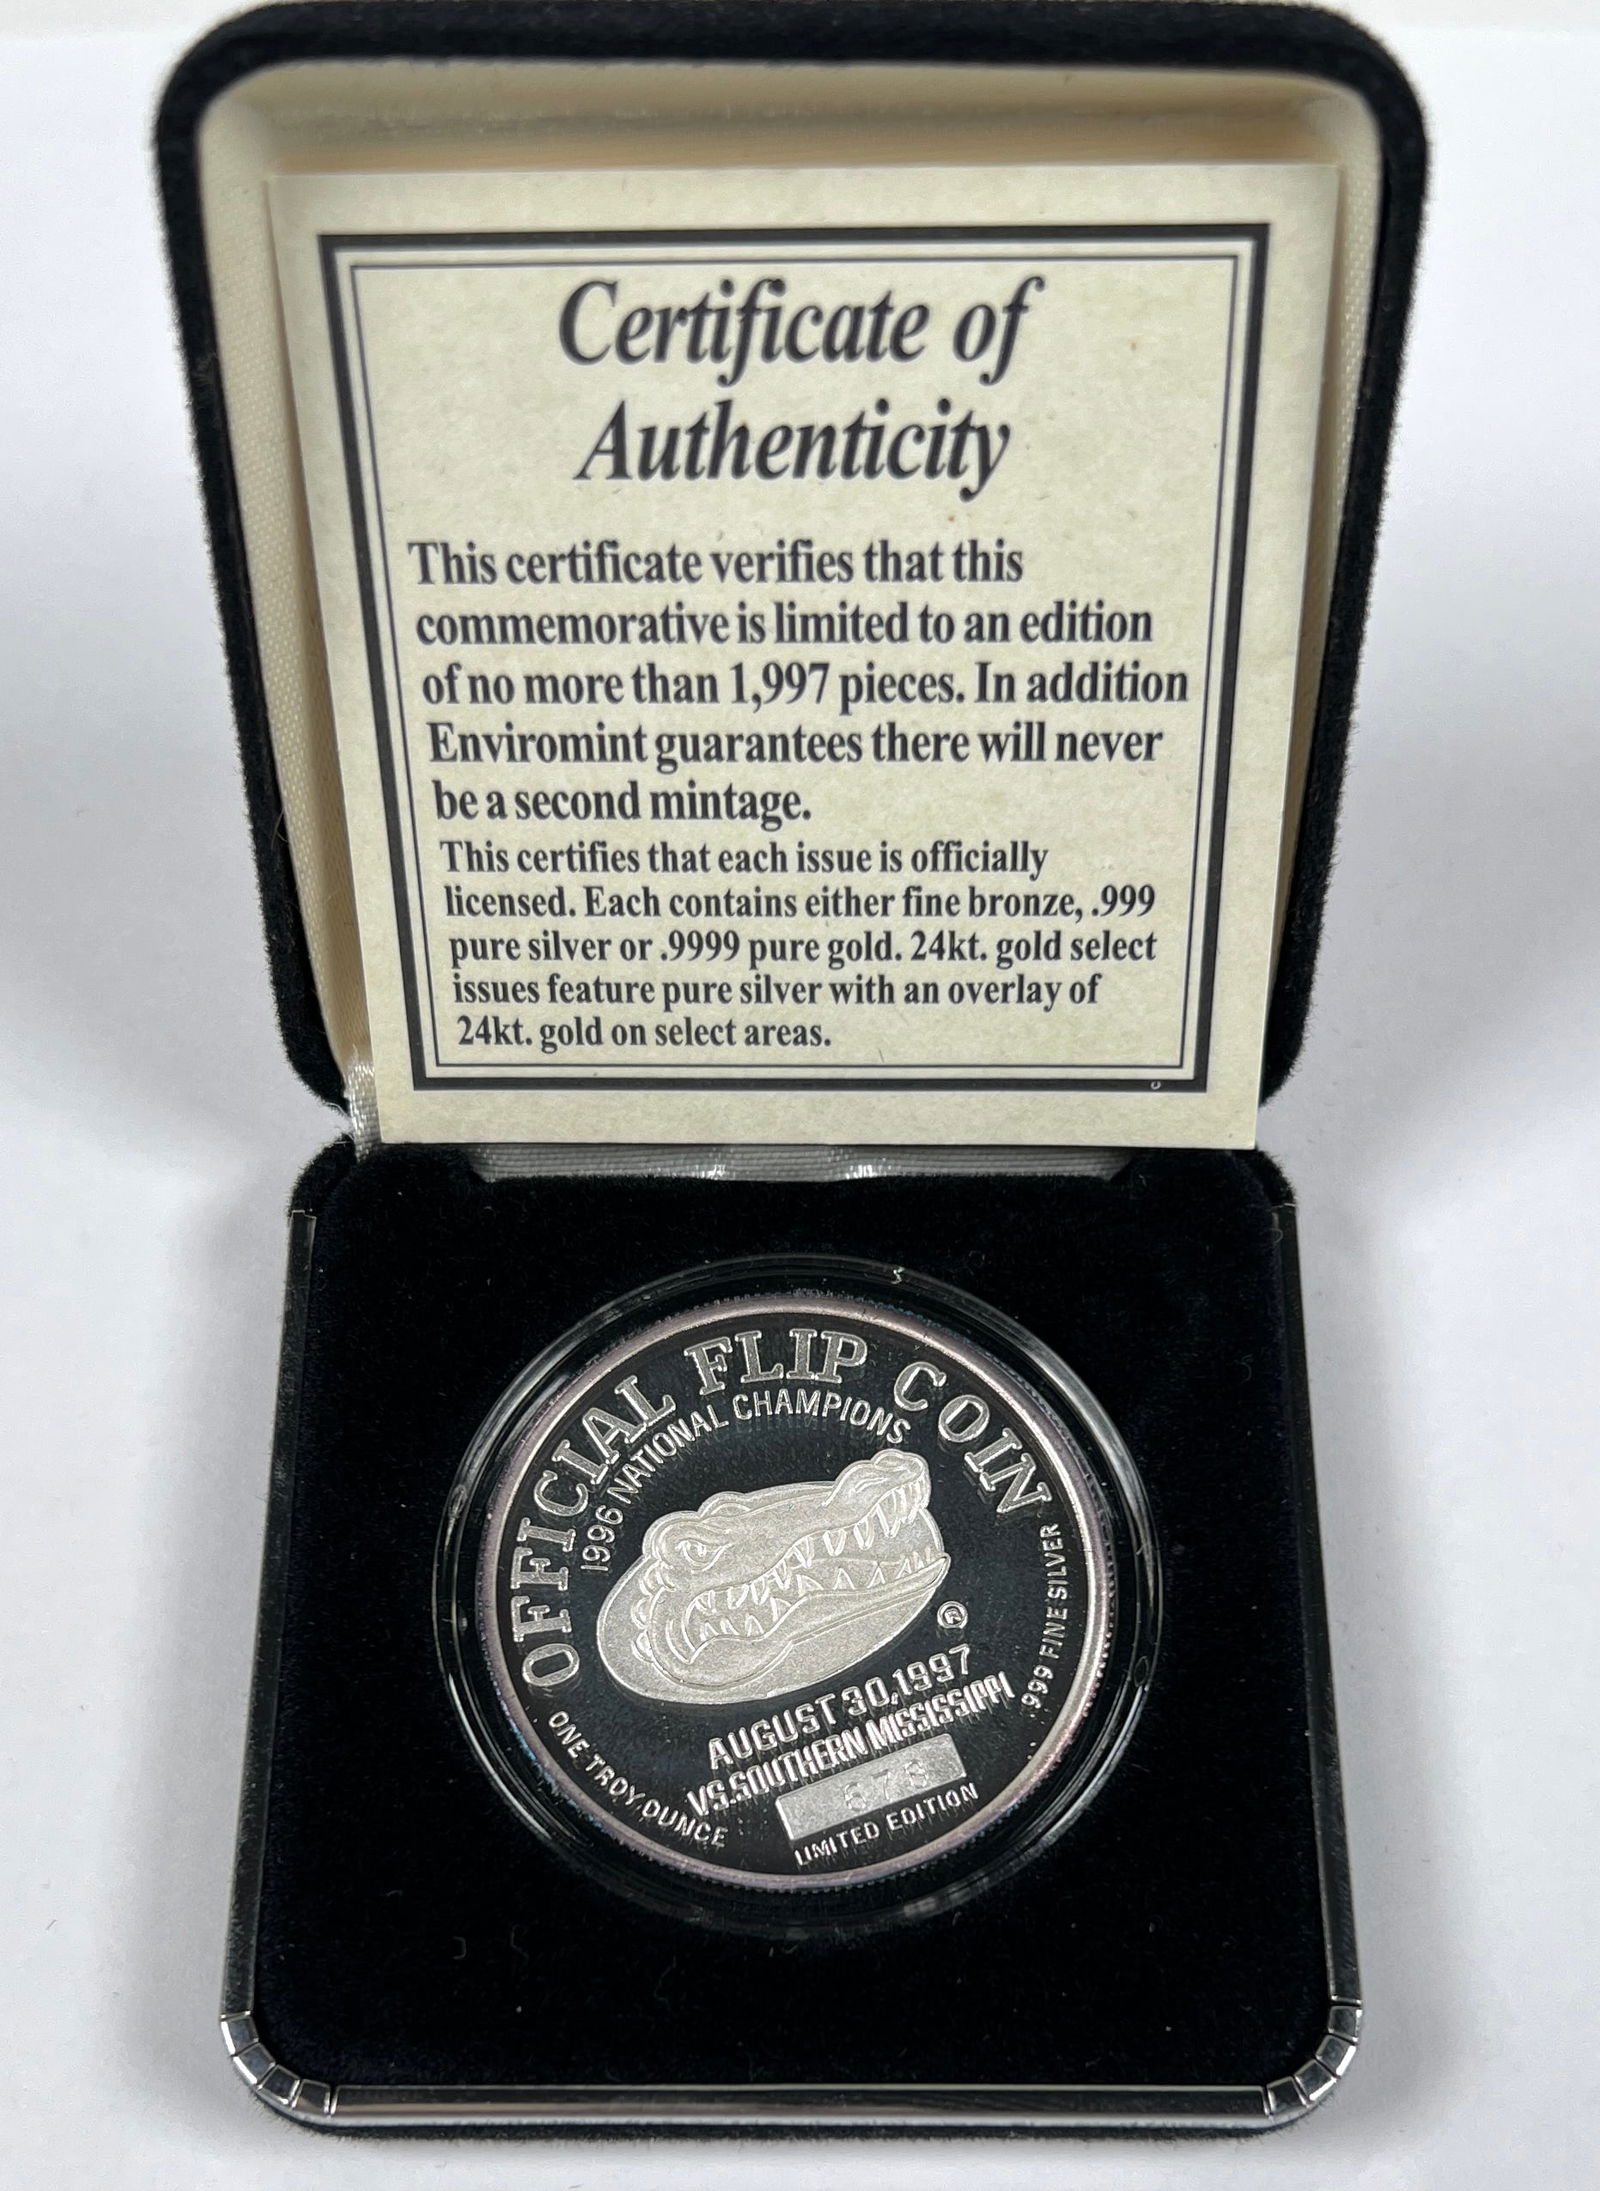 Certificate of
Authenticity
This certificate verifies that this
commemorative is limited to an edition
of no more than 1,997 pieces. In addition
Enviromint guarantees there will never
be a second mintage.
This certifies that each issue is officially
licensed. Each contains either fine bronze, .999
pure silver or .9999 pure gold. 24kt. gold select
issues feature pure silver with an overlay of
24kt. gold on select areas.
OFFICIAL FLIP COIN
1996 NATIONAL CHAMPIONS
®
AUGUST 30,1997
VS.SOUTHERN MISSISSIPPI
678
LIMITED EDITION
ONE TROY OUNCE
.999 FINE SILVER